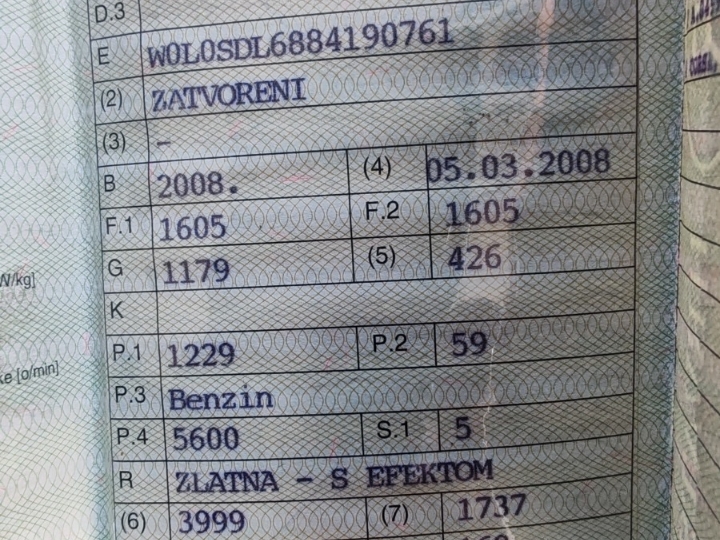 D.3
E W0L0SDL6884190761
(2) ZATVORENI
(3) –
B 2008. (4) 05.03.2008
F.1 1605 F.2 1605
G 1179 (5) 426
K
P.1 1229 P.2 59
P.3 Benzin
P.4 5600 S.1 5
R ZLATNA – S EFEKTOM
(6) 3999 (7) 1737
/kg]
[o/min]